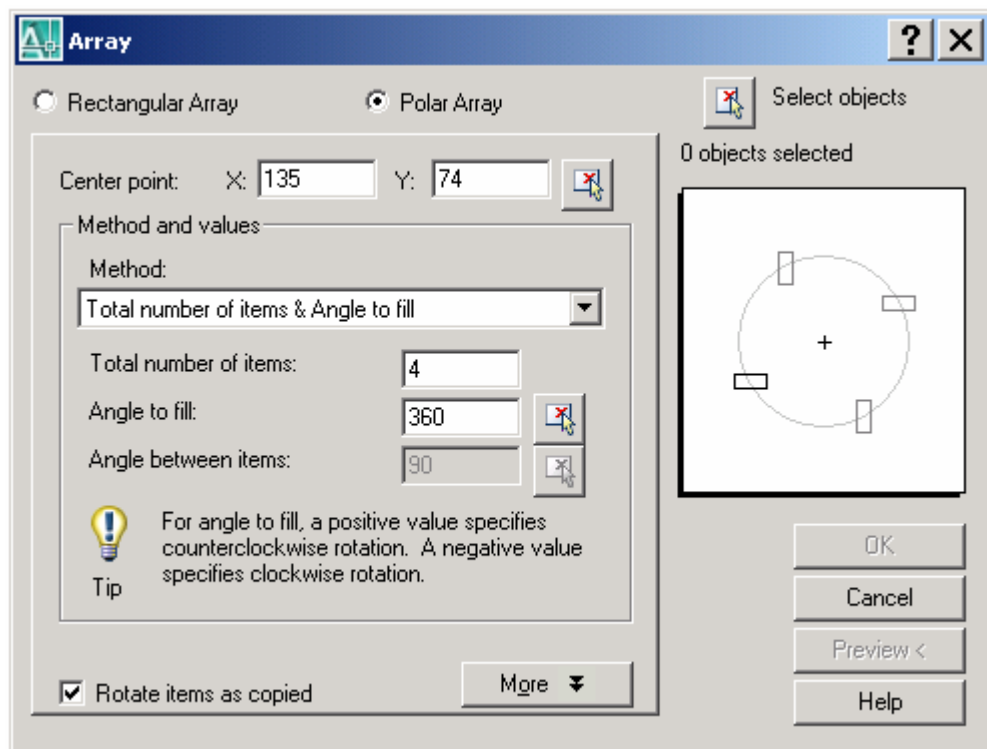 Array
Rectangular Array
Polar Array
Select objects
0 objects selected
Center point: X: 135 Y: 74
Method and values
Method:
Total number of items & Angle to fill
Total number of items: 4
Angle to fill: 360
Angle between items: 90
For angle to fill, a positive value specifies
counterclockwise rotation. A negative value
specifies clockwise rotation.
Tip
Rotate items as copied
More
OK
Cancel
Preview <
Help